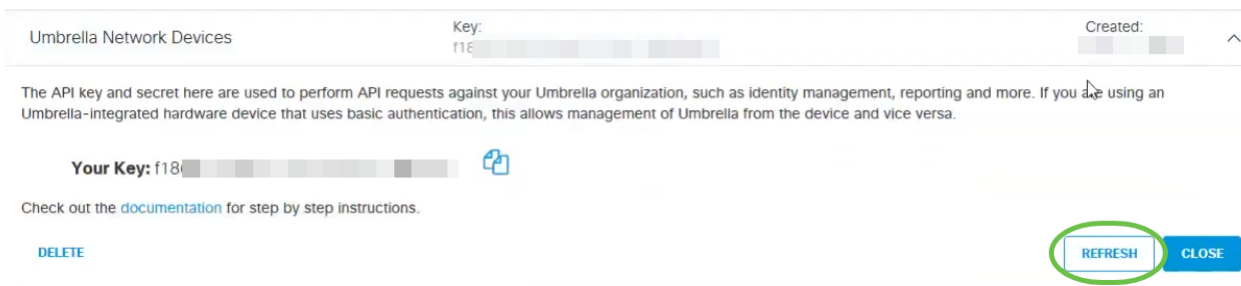 Umbrella Network Devices
Key:
f18
Created:
The API key and secret here are used to perform API requests against your Umbrella organization, such as identity management, reporting and more. If you are using an
Umbrella-integrated hardware device that uses basic authentication, this allows management of Umbrella from the device and vice versa.
Your Key: f18
Check out the documentation for step by step instructions.
DELETE
REFRESH
CLOSE